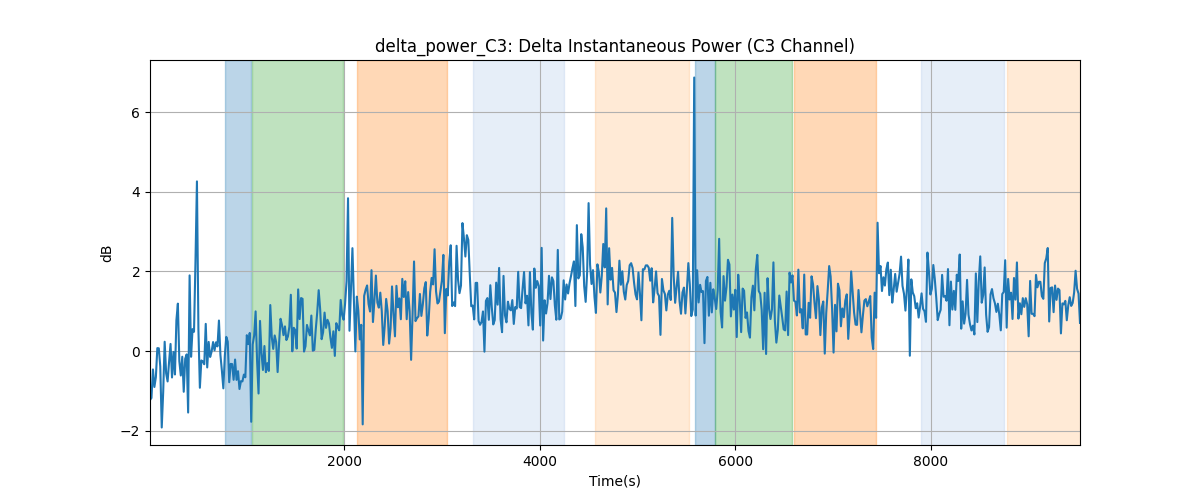 delta_power_C3: Delta Instantaneous Power (C3 Channel)
dB
6
4
2
0
−2
2000 4000 6000 8000
Time(s)